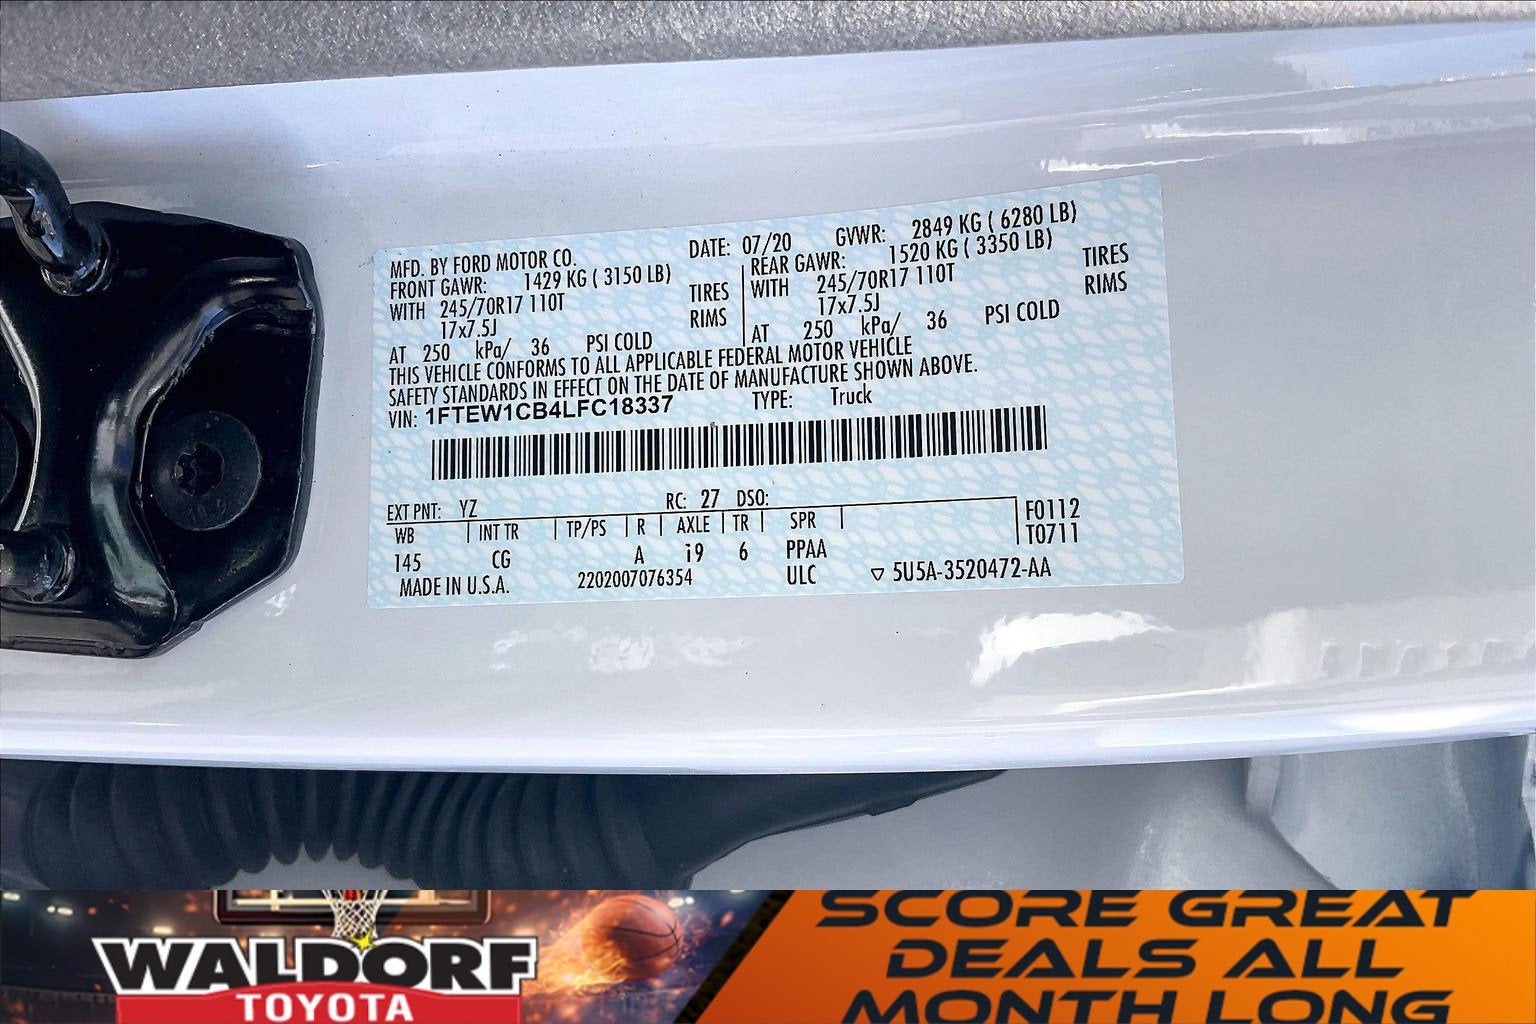 MFD. BY FORD MOTOR CO. DATE: 07/20 GVWR: 2849 KG ( 6280 LB)
FRONT GAWR: 1429 KG ( 3150 LB) REAR GAWR: 1520 KG ( 3350 LB)
WITH 245/70R17 110T TIRES WITH 245/70R17 110T TIRES
17x7.5J RIMS 17x7.5J RIMS
AT 250 kPa/ 36 PSI COLD AT 250 kPa/ 36 PSI COLD
THIS VEHICLE CONFORMS TO ALL APPLICABLE FEDERAL MOTOR VEHICLE
SAFETY STANDARDS IN EFFECT ON THE DATE OF MANUFACTURE SHOWN ABOVE.
VIN: 1FTEW1CB4LFC18337 TYPE: Truck
EXT PNT: YZ RC: 27 DSO:
WB INT TR TP/PS R AXLE TR SPR F0112
T0711
145 CG A i9 6 PPAA
MADE IN U.S.A. 2202007076354 ULC ▽ 5U5A-3520472-AA
10.9
WALDORF
TOYOTA
SCORE GREAT
DEALS ALL
MONTH LONG